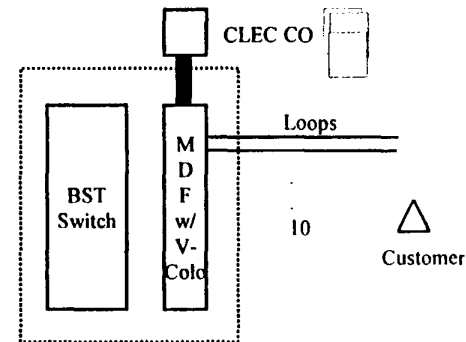 CLEC CO
Loops
M
D
F
w/
V-
Colo
BST
Switch
10
Customer